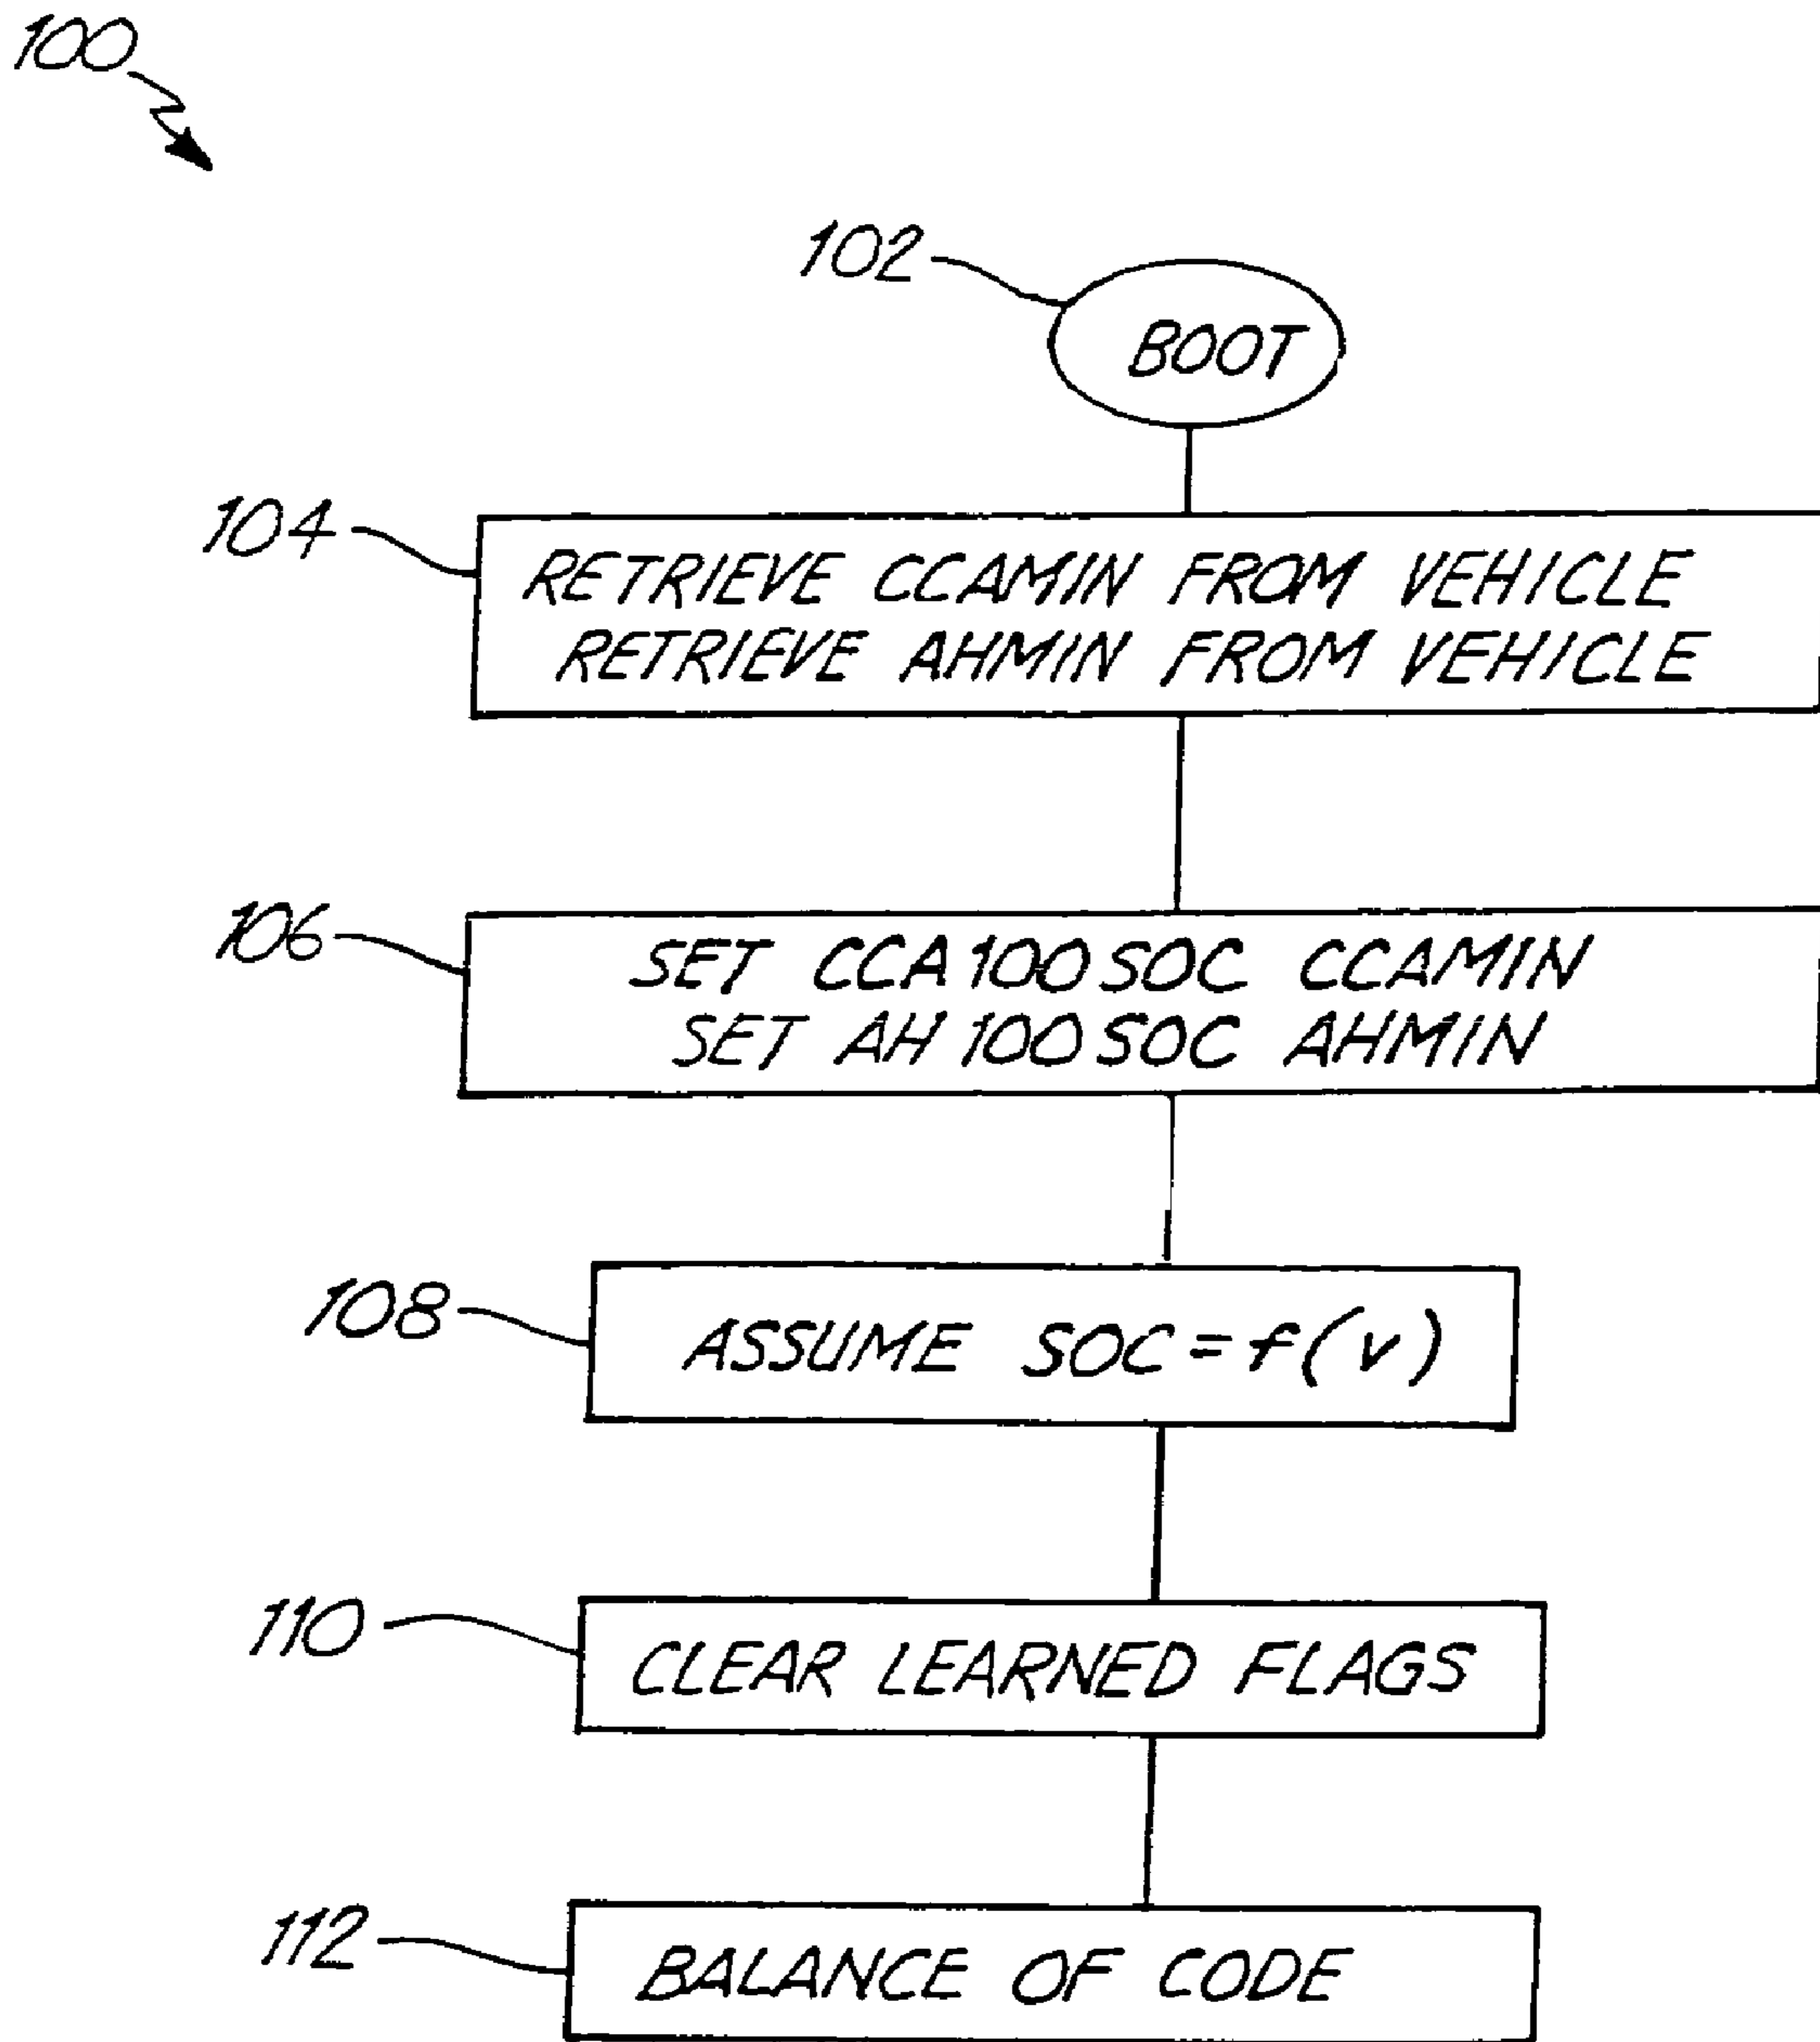 100
102
BOOT
104
RETRIEVE CCAMIN FROM VEHICLE
RETRIEVE AHMIN FROM VEHICLE
106
SET CCA100SOC CCAMIN
SET AH100SOC AHMIN
108
ASSUME SOC=f(v)
110
CLEAR LEARNED FLAGS
112
BALANCE OF CODE